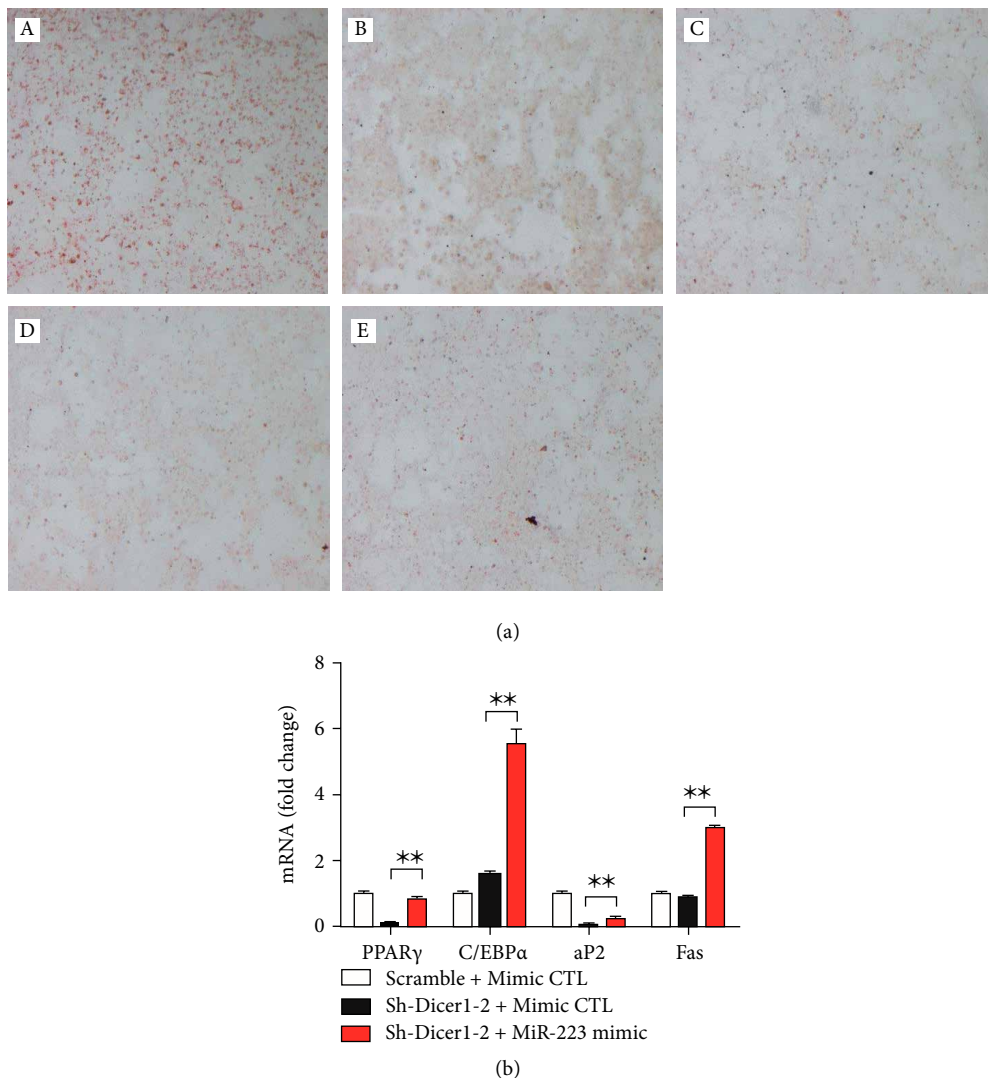 A
B
C
D
E
(a)
8
6
4
2
0
mRNA (fold change)
**
**
**
**
PPARγ
C/EBPα
aP2
Fas
Scramble + Mimic CTL
Sh-Dicer1-2 + Mimic CTL
Sh-Dicer1-2 + MiR-223 mimic
(b)